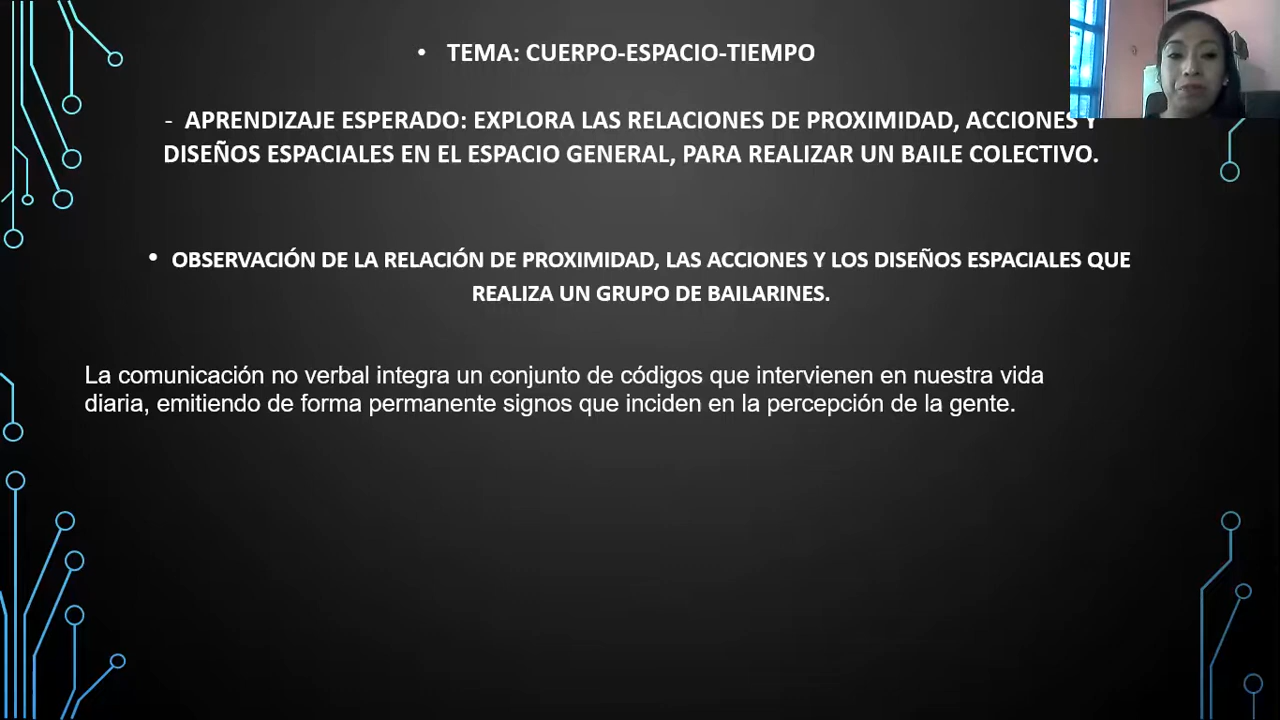 • TEMA: CUERPO-ESPACIO-TIEMPO
- APRENDIZAJE ESPERADO: EXPLORA LAS RELACIONES DE PROXIMIDAD, ACCIONES Y
DISEÑOS ESPACIALES EN EL ESPACIO GENERAL, PARA REALIZAR UN BAILE COLECTIVO.
• OBSERVACIÓN DE LA RELACIÓN DE PROXIMIDAD, LAS ACCIONES Y LOS DISEÑOS ESPACIALES QUE
REALIZA UN GRUPO DE BAILARINES.
La comunicación no verbal integra un conjunto de códigos que intervienen en nuestra vida
diaria, emitiendo de forma permanente signos que inciden en la percepción de la gente.